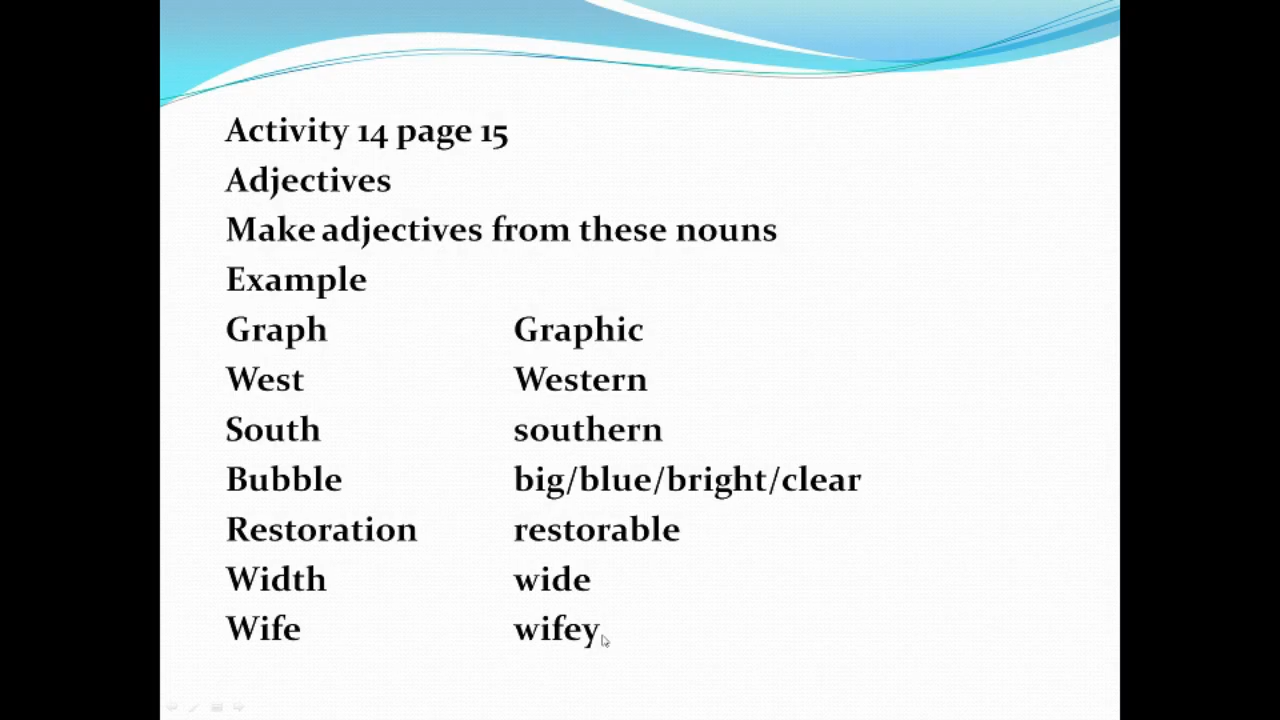 Activity 14 page 15
Adjectives
Make adjectives from these nouns
Example
Graph Graphic
West Western
South southern
Bubble big/blue/bright/clear
Restoration restorable
Width wide
Wife wifey